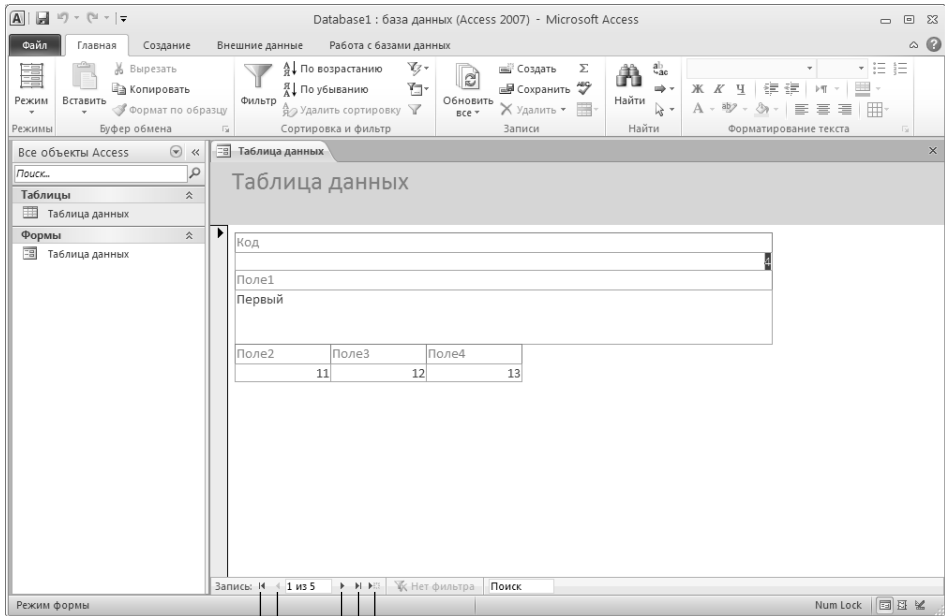 Database1 : база данных (Access 2007) - Microsoft Access
Файл Главная Создание Внешние данные Работа с базами данных
Режим
Режимы
Вставить
Вырезать
Копировать
Формат по образцу
Буфер обмена
Фильтр
По возрастанию
По убыванию
Удалить сортировку
Сортировка и фильтр
Обновить все
Создать
Сохранить
Удалить
Записи
Найти
Найти
Ж К Ч
Форматирование текста
Все объекты Access
Поиск...
Таблицы
Таблица данных
Формы
Таблица данных
Таблица данных
Таблица данных
Код
4
Поле1
Первый
Поле2 Поле3 Поле4
11 12 13
Запись: 1 из 5 Нет фильтра Поиск
Режим формы Num Lock